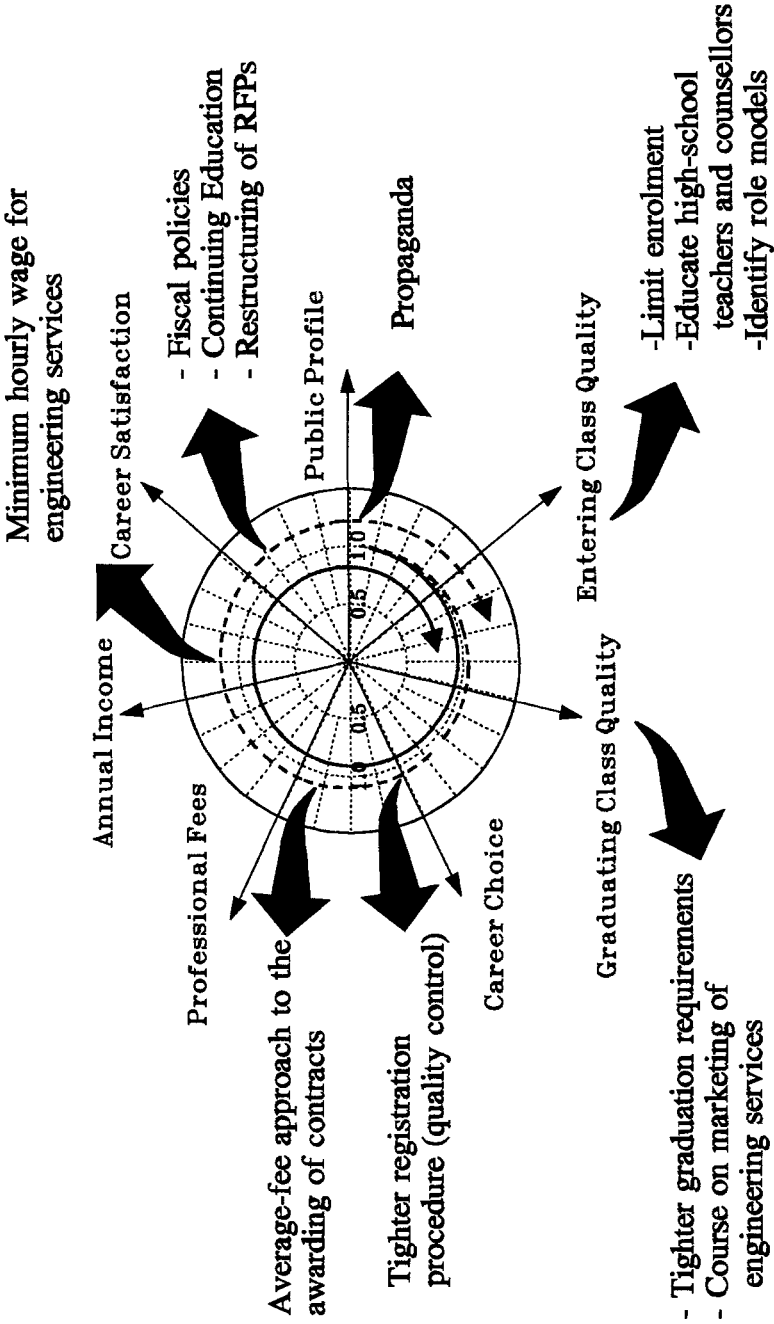 Minimum hourly wage for
engineering services
Career Satisfaction
- Fiscal policies
- Continuing Education
- Restructuring of RFPs
Public Profile
Propaganda
Annual Income
Professional Fees
Average-fee approach to the
awarding of contracts
1.0
0.5
0.5
1.0
Tighter registration
procedure (quality control)
Career Choice
Entering Class Quality
-Limit enrolment
-Educate high-school
teachers and counsellors
-Identify role models
Graduating Class Quality
- Tighter graduation requirements
- Course on marketing of
engineering services